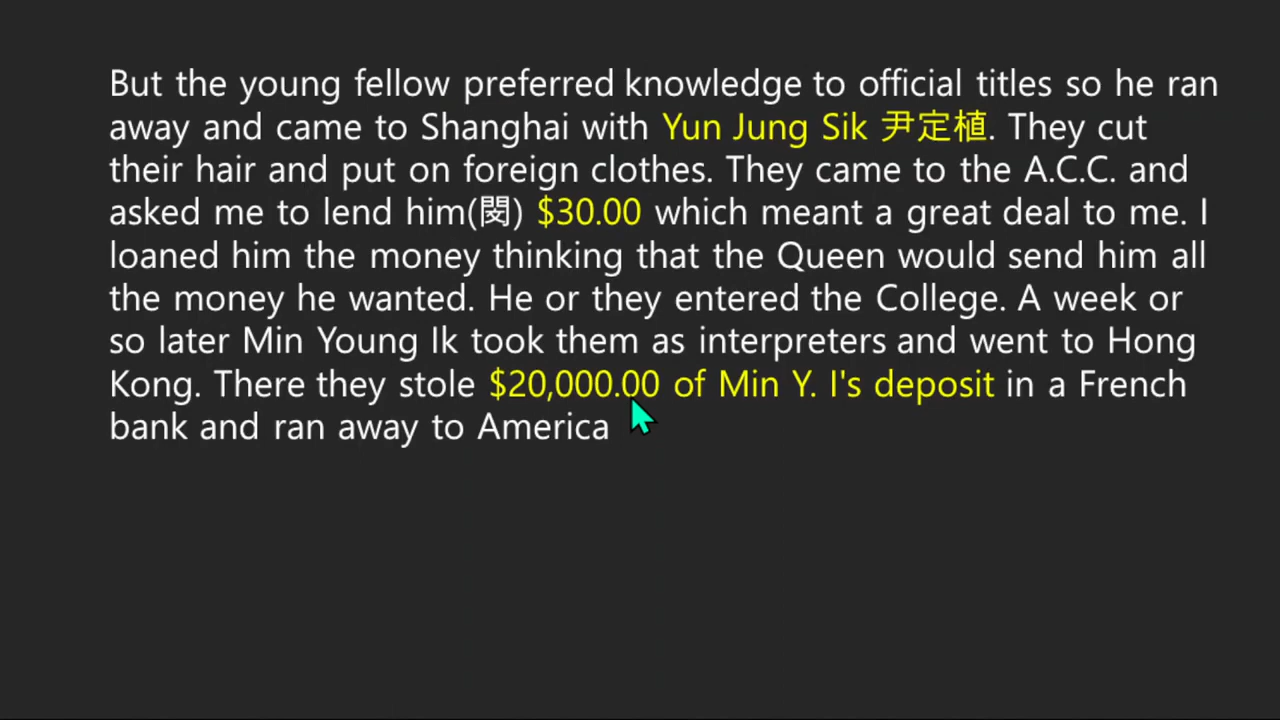 But the young fellow preferred knowledge to official titles so he ran
away and came to Shanghai with Yun Jung Sik 尹定植. They cut
their hair and put on foreign clothes. They came to the A.C.C. and
asked me to lend him(閔) $30.00 which meant a great deal to me. I
loaned him the money thinking that the Queen would send him all
the money he wanted. He or they entered the College. A week or
so later Min Young Ik took them as interpreters and went to Hong
Kong. There they stole $20,000.00 of Min Y. I's deposit in a French
bank and ran away to America